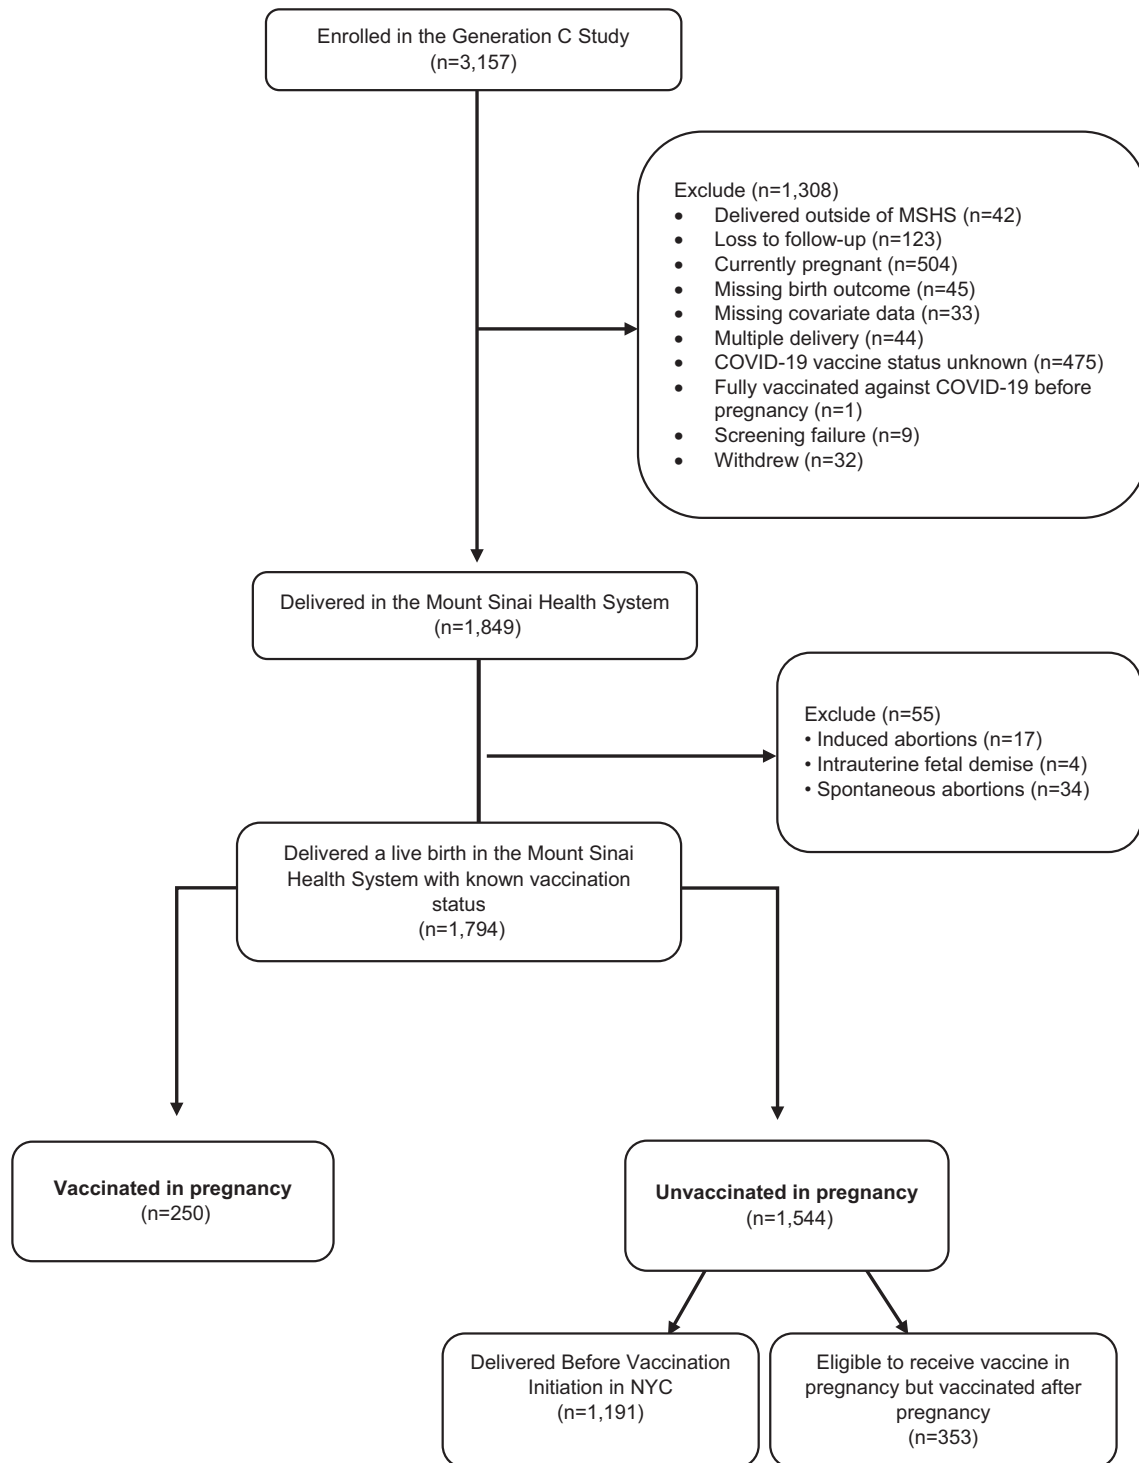 Enrolled in the Generation C Study
(n=3,157)
Exclude (n=1,308)
• Delivered outside of MSHS (n=42)
• Loss to follow-up (n=123)
• Currently pregnant (n=504)
• Missing birth outcome (n=45)
• Missing covariate data (n=33)
• Multiple delivery (n=44)
• COVID-19 vaccine status unknown (n=475)
• Fully vaccinated against COVID-19 before
pregnancy (n=1)
• Screening failure (n=9)
• Withdrew (n=32)
Delivered in the Mount Sinai Health System
(n=1,849)
Exclude (n=55)
• Induced abortions (n=17)
• Intrauterine fetal demise (n=4)
• Spontaneous abortions (n=34)
Delivered a live birth in the Mount Sinai
Health System with known vaccination
status
(n=1,794)
Vaccinated in pregnancy
(n=250)
Unvaccinated in pregnancy
(n=1,544)
Delivered Before Vaccination
Initiation in NYC
(n=1,191)
Eligible to receive vaccine in
pregnancy but vaccinated after
pregnancy
(n=353)